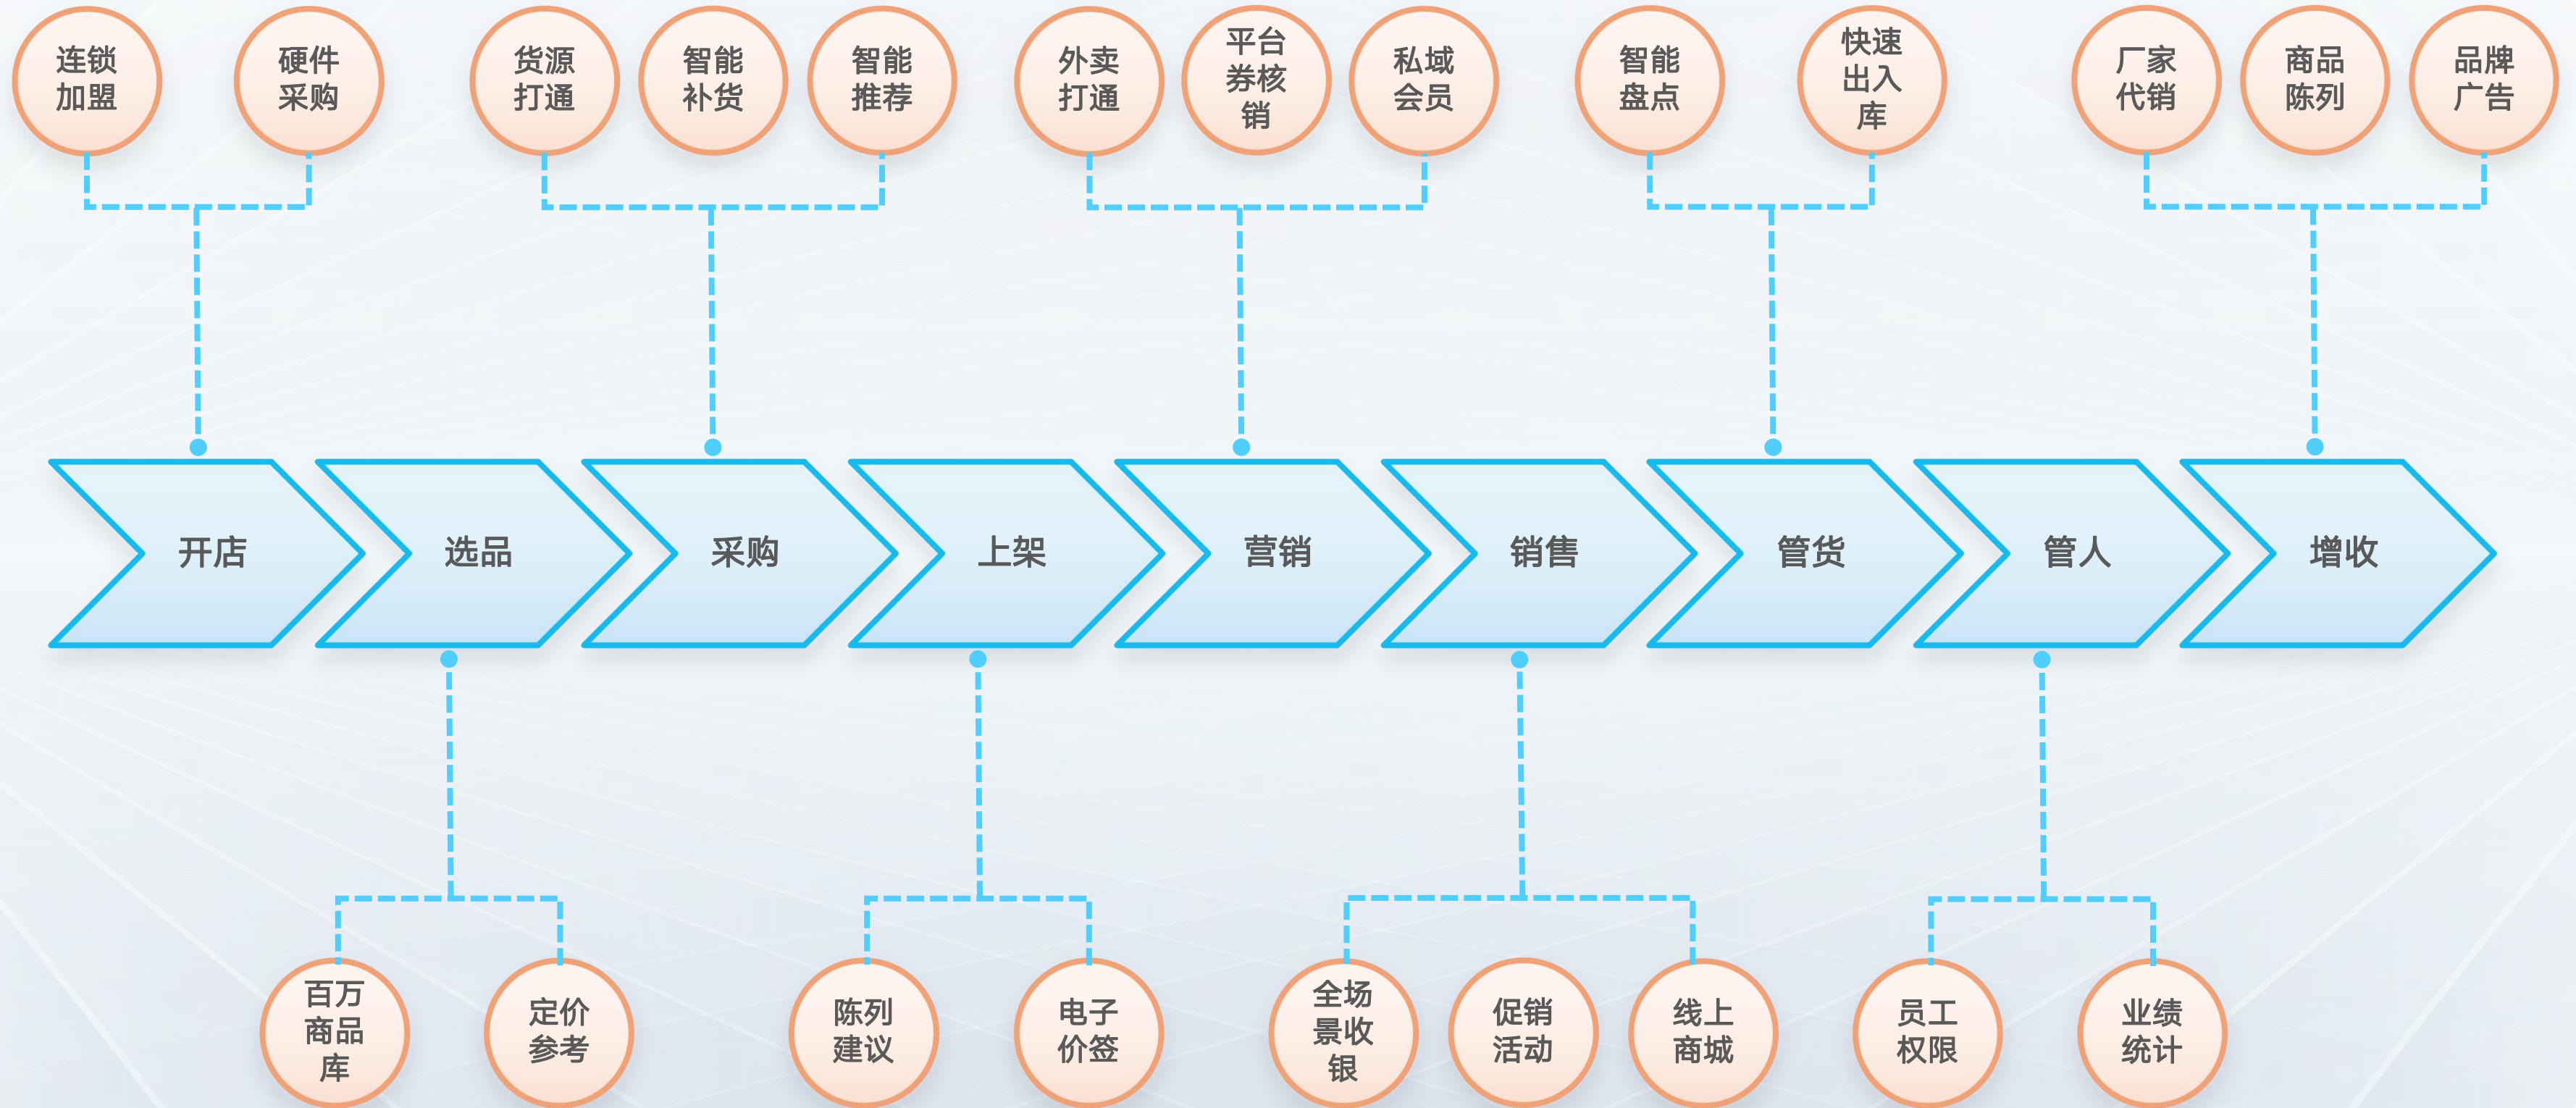 连锁
加盟
硬件
采购
货源
打通
智能
补货
智能
推荐
外卖
打通
平台
券核
销
私域
会员
智能
盘点
快速
出入
库
厂家
代销
商品
陈列
品牌
广告
开店
选品
采购
上架
营销
销售
管货
管人
增收
百万
商品
库
定价
参考
陈列
建议
电子
价签
全场
景收
银
促销
活动
线上
商城
员工
权限
业绩
统计